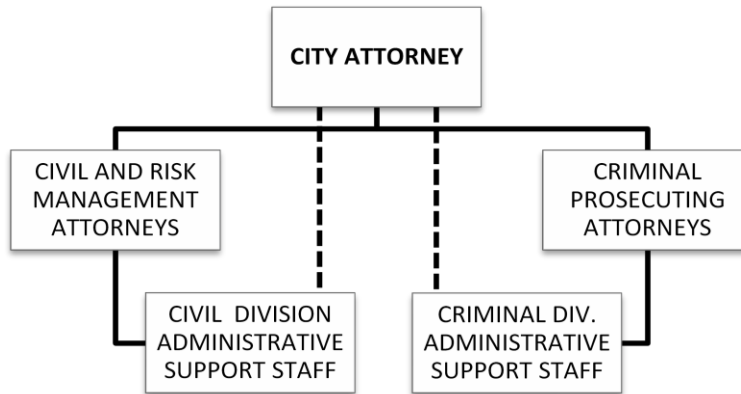 CITY ATTORNEY
CIVIL AND RISK
MANAGEMENT
ATTORNEYS
CRIMINAL
PROSECUTING
ATTORNEYS
CIVIL DIVISION
ADMINISTRATIVE
SUPPORT STAFF
CRIMINAL DIV.
ADMINISTRATIVE
SUPPORT STAFF